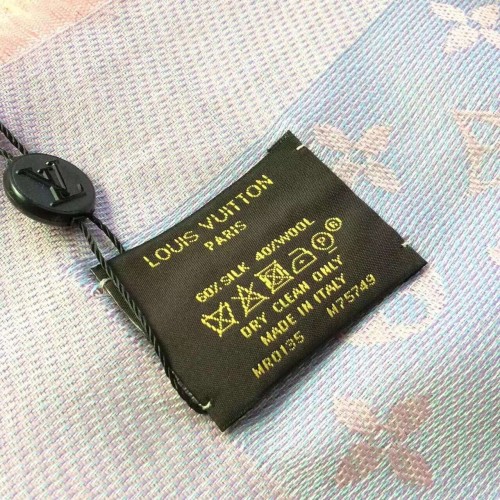 LV
LOUIS VUITTON
PARIS
60%SILK 40%WOOL
P
DRY CLEAN ONLY
MADE IN ITALY
MR0135 M75749